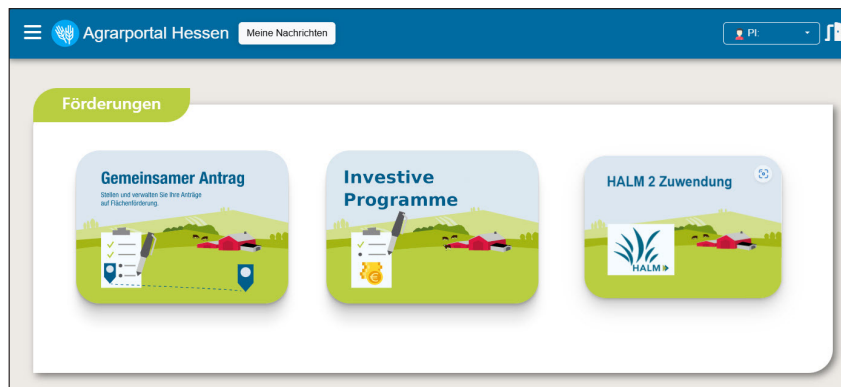 Agrarportal Hessen
Meine Nachrichten
PI:
Förderungen
Gemeinsamer Antrag
Stellen und verwalten Sie Ihre Anträge
auf Flächenförderung.
Investive
Programme
HALM 2 Zuwendung
HALM